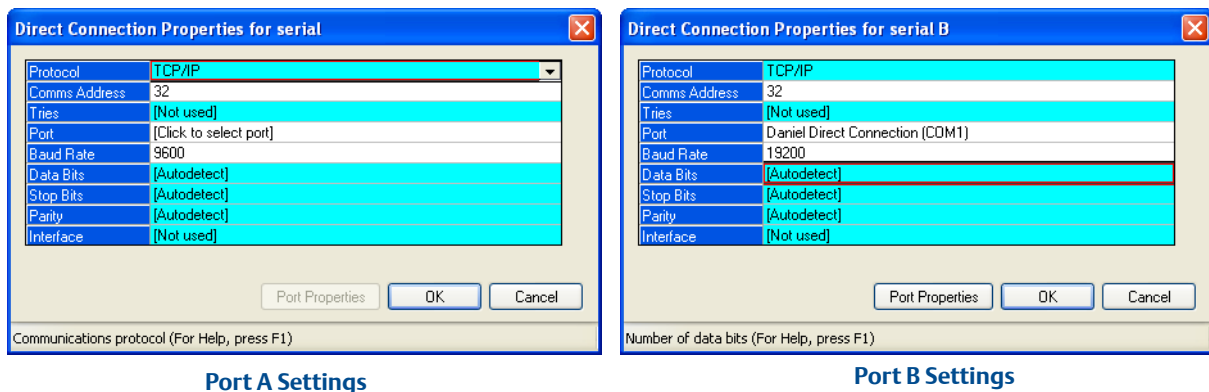 Direct Connection Properties for serial
Protocol TCP/IP
Comms Address 32
Tries [Not used]
Port [Click to select port]
Baud Rate 9600
Data Bits [Autodetect]
Stop Bits [Autodetect]
Parity [Autodetect]
Interface [Not used]
Port Properties OK Cancel
Communications protocol (For Help, press F1)
Port A Settings
Direct Connection Properties for serial B
Protocol TCP/IP
Comms Address 32
Tries [Not used]
Port Daniel Direct Connection (COM1)
Baud Rate 19200
Data Bits [Autodetect]
Stop Bits [Autodetect]
Parity [Autodetect]
Interface [Not used]
Port Properties OK Cancel
Number of data bits (For Help, press F1)
Port B Settings